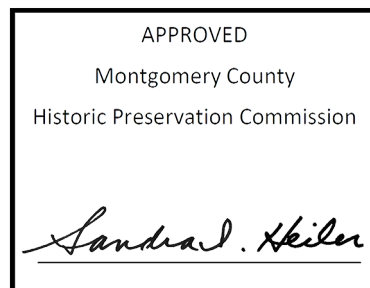 APPROVED
Montgomery County
Historic Preservation Commission
Sandra I. Heiler